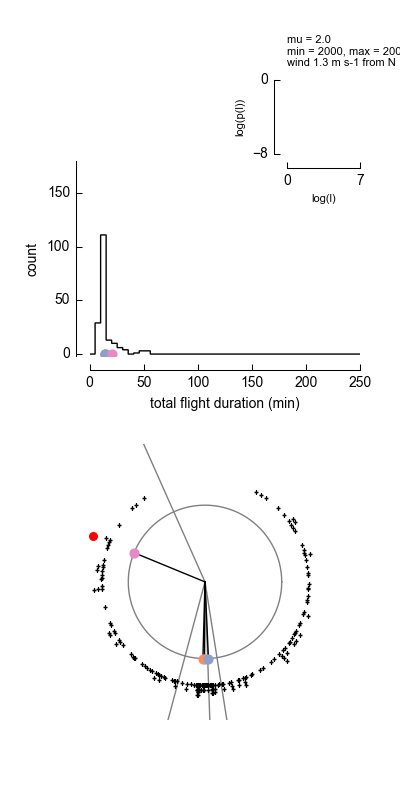 mu = 2.0
min = 2000, max = 200
wind 1.3 m s-1 from N
0
log(p(l))
−8
0 7
log(l)
150
100
50
0
count
0 50 100 150 200 250
total flight duration (min)